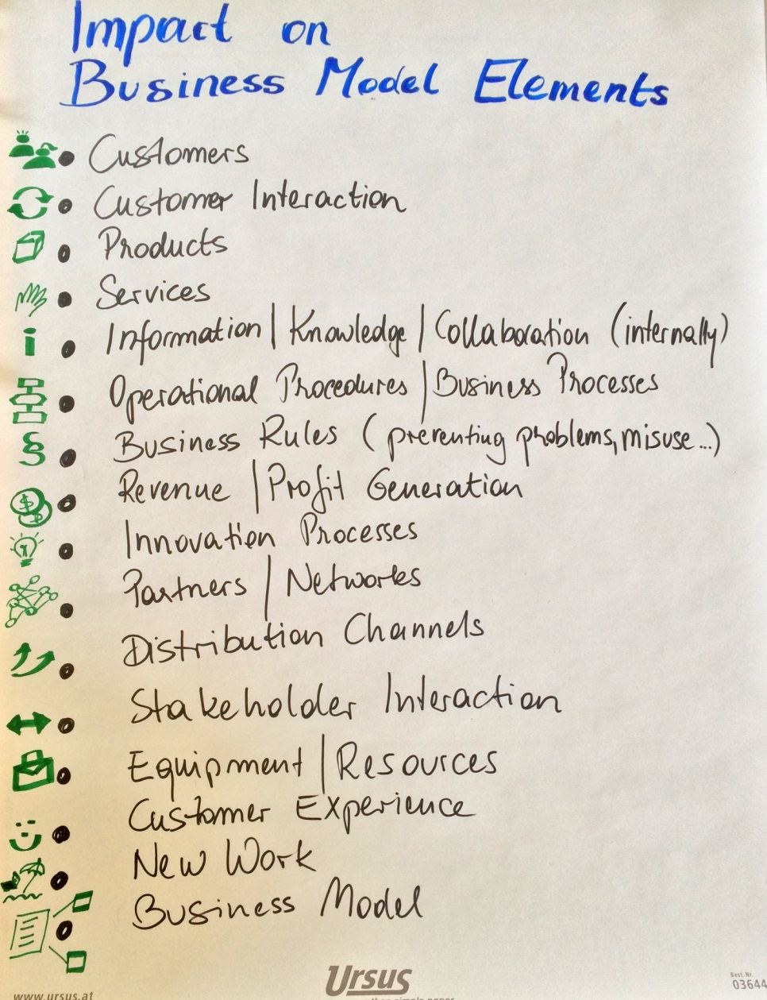 Impact on
Business Model Elements
Customers
Customer Interaction
Products
Services
Information | Knowledge | Collaboration (internally)
Operational Procedures | Business Processes
Business Rules (preventing problems, misuse...)
Revenue | Profit Generation
Innovation Processes
Partners | Networks
Distribution Channels
Stakeholder Interaction
Equipment | Resources
Customer Experience
New Work
Business Model
Ursus
Best. Nr.
03644
www.ursus.at